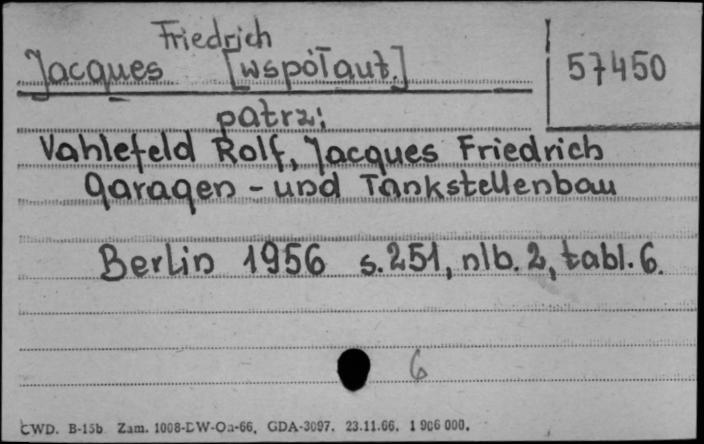 Friedrich
Jacques [współaut.]
57450
patrz:
Vahlefeld Rolf, Jacques Friedrich
Garagen - und Tankstellenbau
Berlin 1956 s. 251, nlb. 2, tabl. 6.
6
CWD. B-15b Zam. 1008-DW-Oa-66, GDA-3097. 23.11.66. 1 906 000.